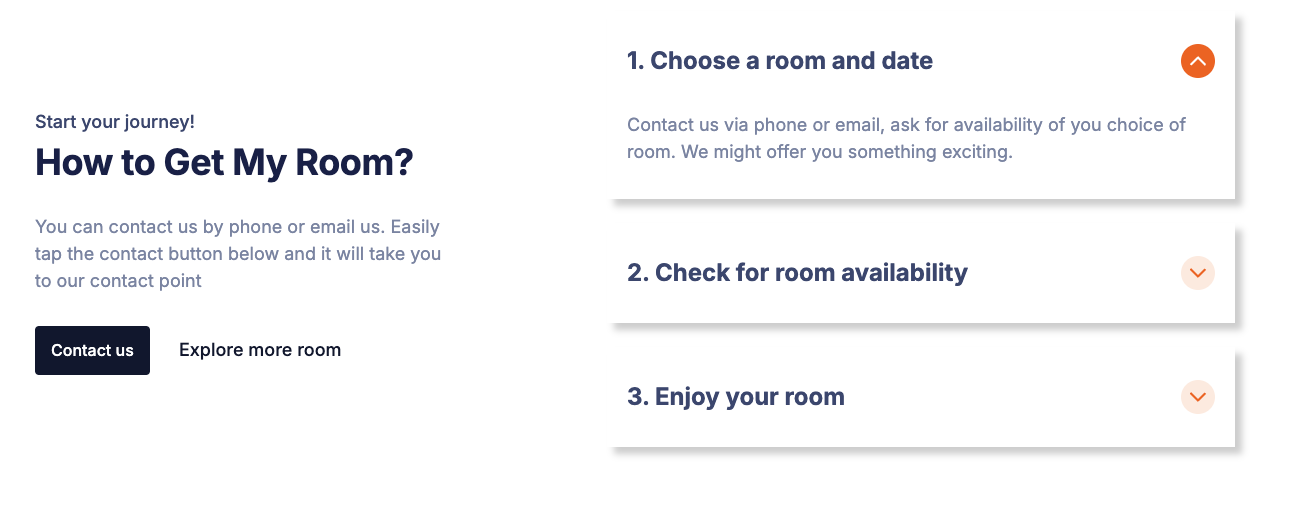 Start your journey!
How to Get My Room?
You can contact us by phone or email us. Easily
tap the contact button below and it will take you
to our contact point
Contact us
Explore more room
1. Choose a room and date
Contact us via phone or email, ask for availability of you choice of
room. We might offer you something exciting.
2. Check for room availability
3. Enjoy your room